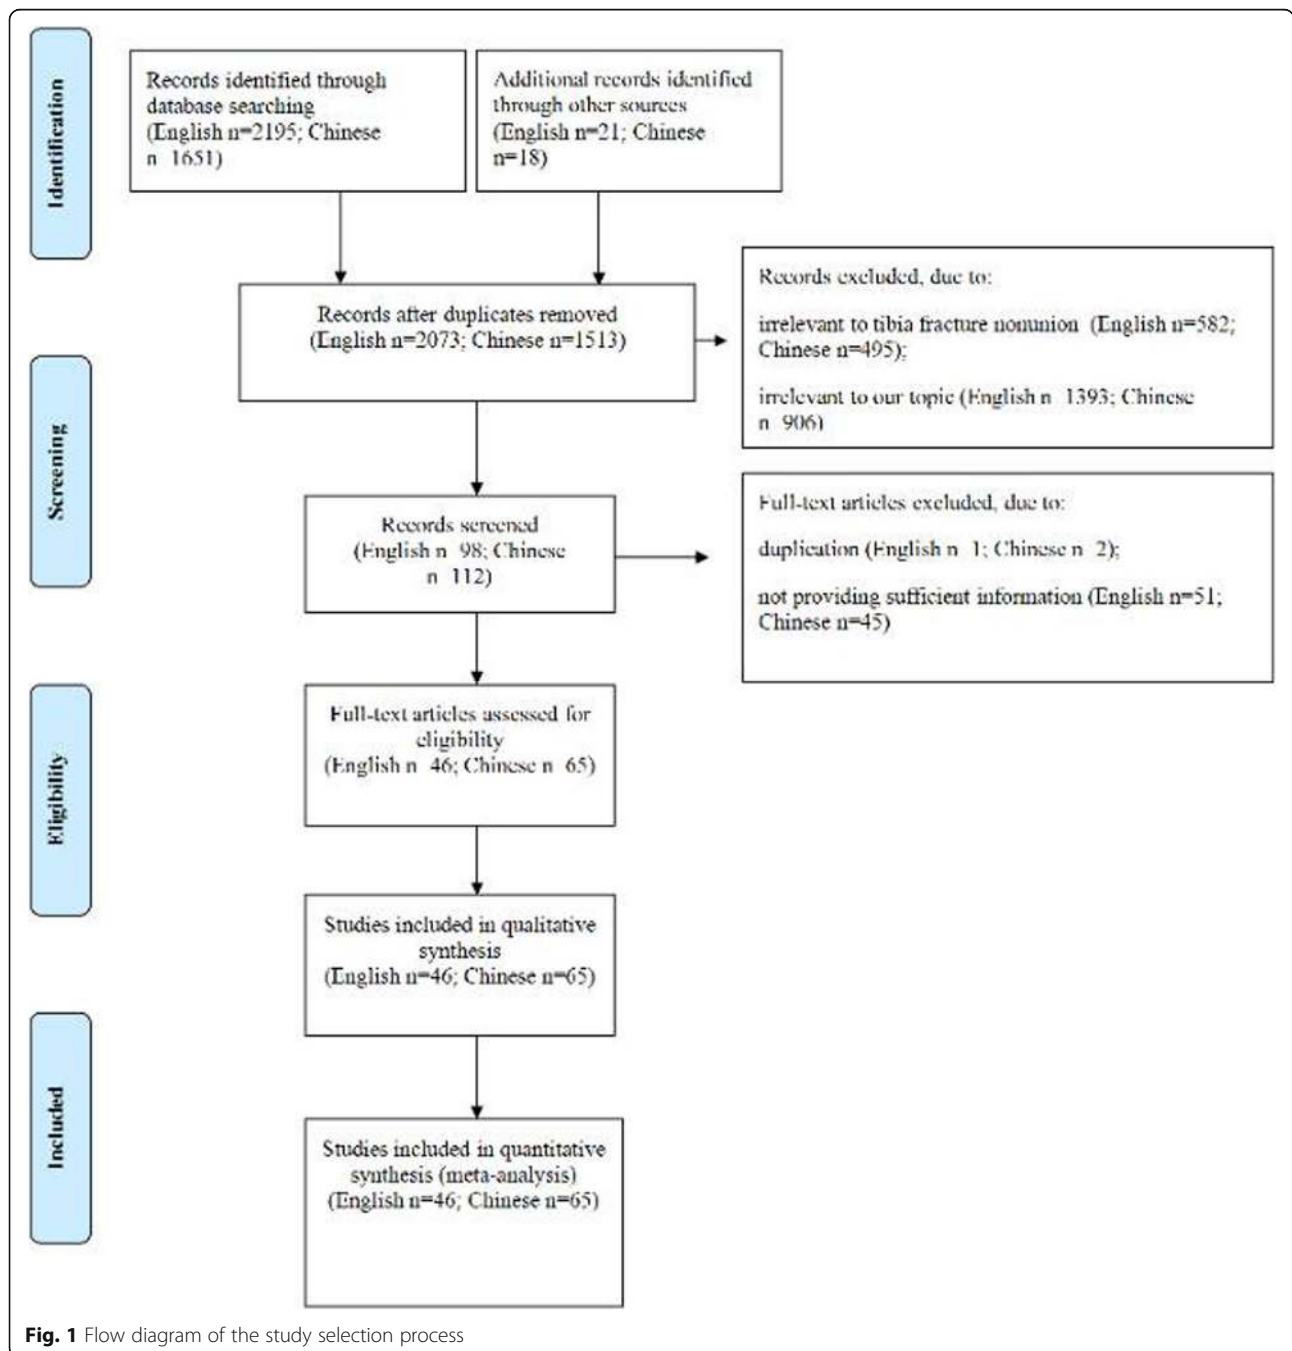 Identification
Records identified through
database searching
(English n=2195; Chinese
n 1651)
Additional records identified
through other sources
(English n=21; Chinese
n=18)
Records after duplicates removed
(English n=2073; Chinese n=1513)
Records excluded, due to:
irrelevant to tibia fracture nonunion (English n=582;
Chinese n=495);
irrelevant to our topic (English n 1393; Chinese
n 906)
Screening
Records screened
(English n 98; Chinese
n 112)
Full-text articles excluded, due to:
duplication (English n 1; Chinese n 2);
not providing sufficient information (English n=51;
Chinese n=45)
Eligibility
Full-text articles assessed for
eligibility
(English n 46; Chinese n 65)
Studies included in qualitative
synthesis
(English n=46; Chinese n=65)
Included
Studies included in quantitative
synthesis (meta-analysis)
(English n=46; Chinese n=65)
Fig. 1 Flow diagram of the study selection process